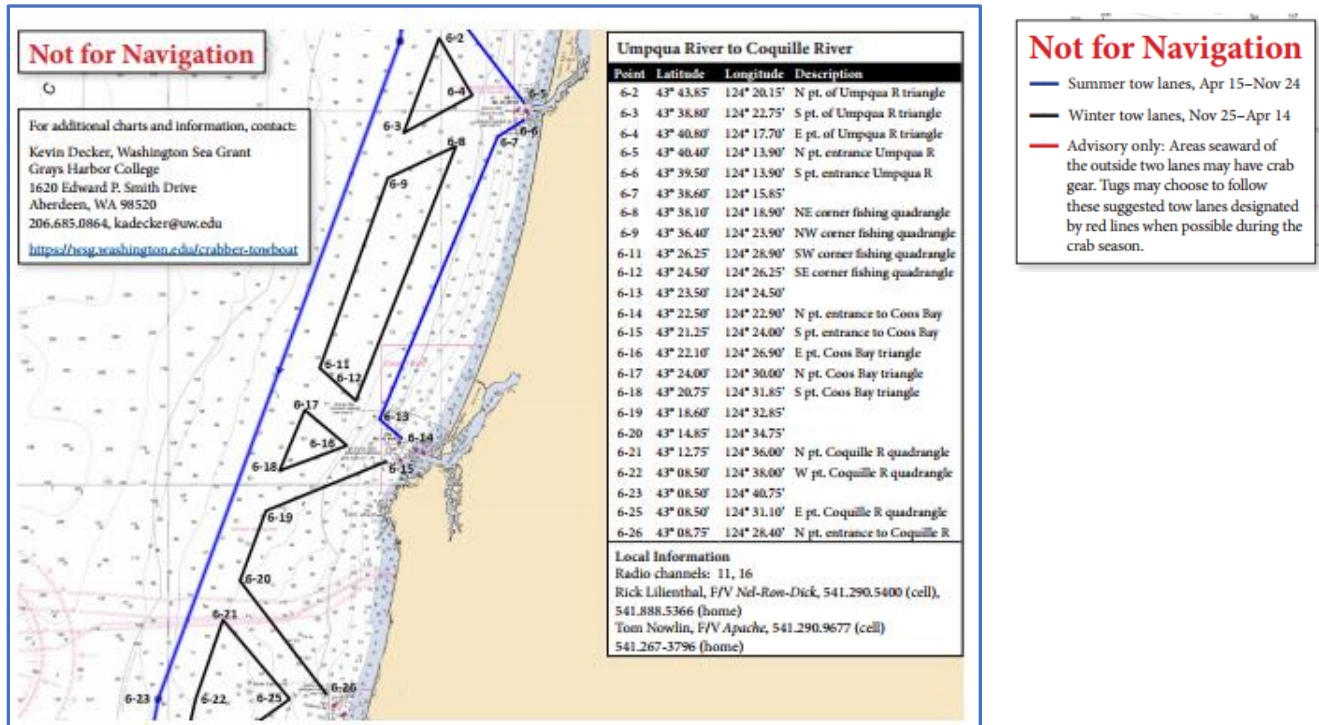 Not for Navigation
For additional charts and information, contact:
Kevin Decker, Washington Sea Grant
Grays Harbor College
1620 Edward P. Smith Drive
Aberdeen, WA 98520
206.685.0864, kadecker@uw.edu
https://wsg.washington.edu/crabber-towboat
6-2
6-4
6-3
6-5
6-6
6-7
6-8
6-9
6-11
6-12
6-13
6-17
6-16
6-14
6-18
6-15
6-19
6-20
6-21
6-23
6-22
6-25
6-26
Umpqua River to Coquille River
Point Latitude Longitude Description
6-2 43° 43.85' 124° 20.15' N pt. of Umpqua R triangle
6-3 43° 38.80' 124° 22.75' S pt. of Umpqua R triangle
6-4 43° 40.80' 124° 17.70' E pt. of Umpqua R triangle
6-5 43° 40.40' 124° 13.90' N pt. entrance Umpqua R
6-6 43° 39.50' 124° 13.90' S pt. entrance Umpqua R
6-7 43° 38.60' 124° 15.85'
6-8 43° 38.10' 124° 18.90' NE corner fishing quadrangle
6-9 43° 36.40' 124° 23.90' NW corner fishing quadrangle
6-11 43° 26.25' 124° 28.90' SW corner fishing quadrangle
6-12 43° 24.50' 124° 26.25' SE corner fishing quadrangle
6-13 43° 23.50' 124° 24.50'
6-14 43° 22.50' 124° 22.90' N pt. entrance to Coos Bay
6-15 43° 21.25' 124° 24.00' S pt. entrance to Coos Bay
6-16 43° 22.10' 124° 26.90' E pt. Coos Bay triangle
6-17 43° 24.00' 124° 30.00' N pt. Coos Bay triangle
6-18 43° 20.75' 124° 31.85' S pt. Coos Bay triangle
6-19 43° 18.60' 124° 32.85'
6-20 43° 14.85' 124° 34.75'
6-21 43° 12.75' 124° 36.00' N pt. Coquille R quadrangle
6-22 43° 08.50' 124° 38.00' W pt. Coquille R quadrangle
6-23 43° 08.50' 124° 40.75'
6-25 43° 08.50' 124° 31.10' E pt. Coquille R quadrangle
6-26 43° 08.75' 124° 28.40' N pt. entrance to Coquille R
Local Information
Radio channels: 11, 16
Rick Lilienthal, F/V Nel-Ron-Dick, 541.290.5400 (cell),
541.888.5366 (home)
Tom Nowlin, F/V Apache, 541.290.9677 (cell)
541.267-3796 (home)
Not for Navigation
Summer tow lanes, Apr 15–Nov 24
Winter tow lanes, Nov 25–Apr 14
Advisory only: Areas seaward of
the outside two lanes may have crab
gear. Tugs may choose to follow
these suggested tow lanes designated
by red lines when possible during the
crab season.